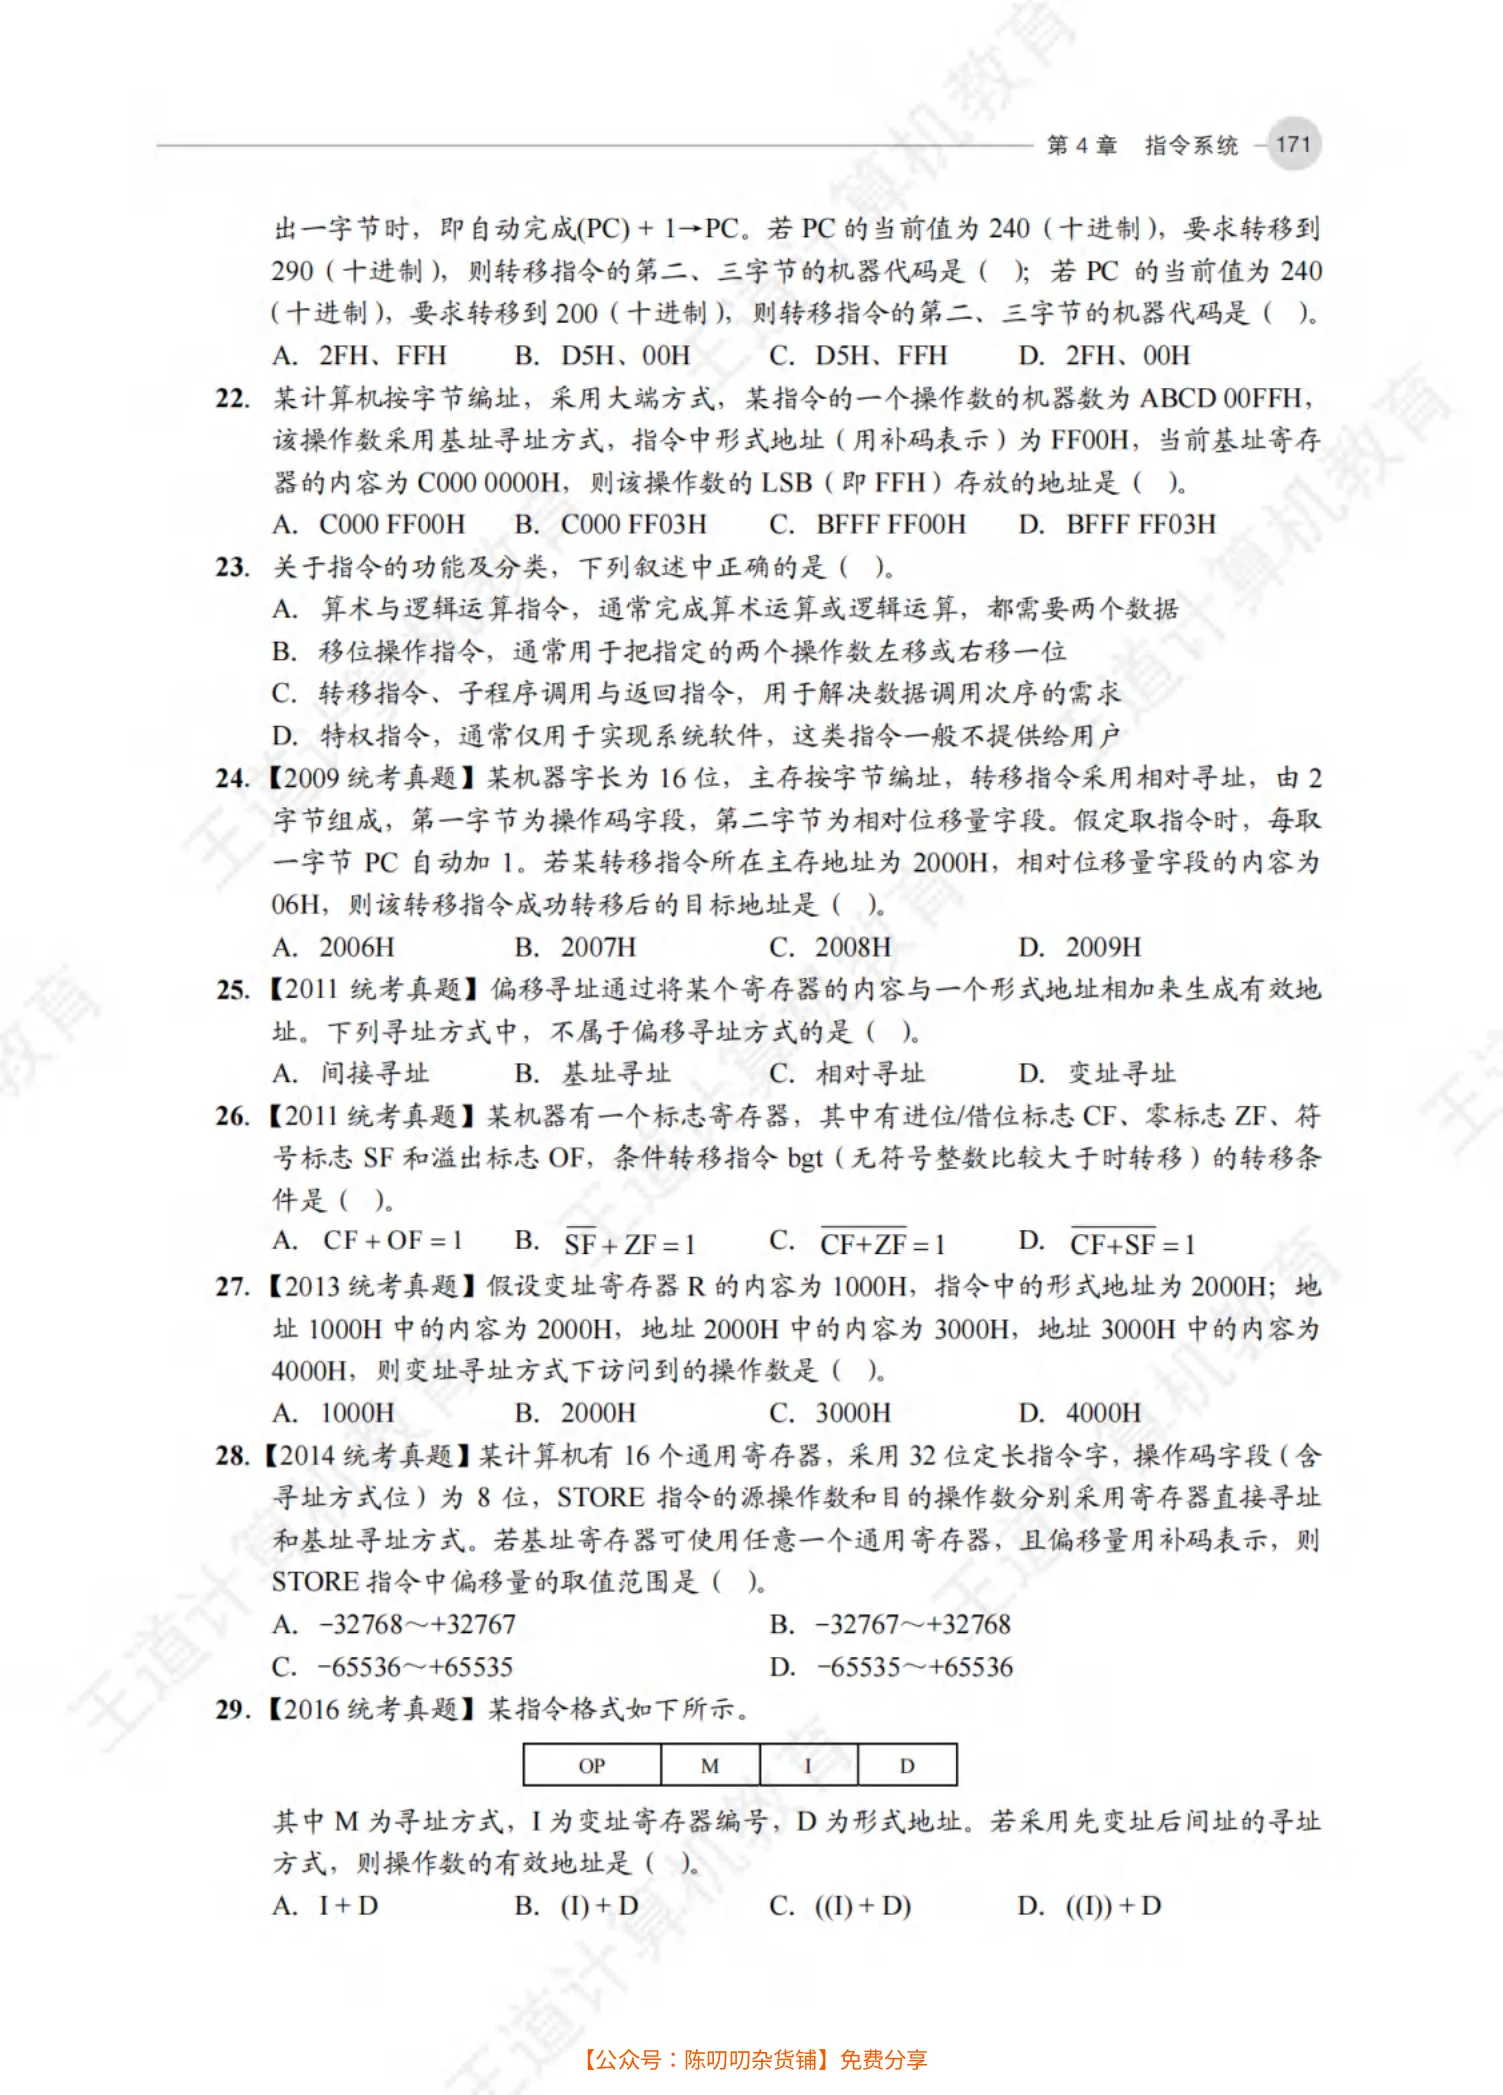 第 4 章 指令系统 171
出一字节时，即自动完成(PC) + 1→PC。若 PC 的当前值为 240（十进制），要求转移到
290（十进制），则转移指令的第二、三字节的机器代码是（ ）；若 PC 的当前值为 240
（十进制），要求转移到 200（十进制），则转移指令的第二、三字节的机器代码是（ ）。
A. 2FH、FFH B. D5H、00H C. D5H、FFH D. 2FH、00H
22. 某计算机按字节编址，采用大端方式，某指令的一个操作数的机器数为 ABCD 00FFH，
该操作数采用基址寻址方式，指令中形式地址（用补码表示）为 FF00H，当前基址寄存
器的内容为 C000 0000H，则该操作数的 LSB（即 FFH）存放的地址是（ ）。
A. C000 FF00H B. C000 FF03H C. BFFF FF00H D. BFFF FF03H
23. 关于指令的功能及分类，下列叙述中正确的是（ ）。
A. 算术与逻辑运算指令，通常完成算术运算或逻辑运算，都需要两个数据
B. 移位操作指令，通常用于把指定的两个操作数左移或右移一位
C. 转移指令、子程序调用与返回指令，用于解决数据调用次序的需求
D. 特权指令，通常仅用于实现系统软件，这类指令一般不提供给用户
24.【2009 统考真题】某机器字长为 16 位，主存按字节编址，转移指令采用相对寻址，由 2
字节组成，第一字节为操作码字段，第二字节为相对位移量字段。假定取指令时，每取
一字节 PC 自动加 1。若某转移指令所在主存地址为 2000H，相对位移量字段的内容为
06H，则该转移指令成功转移后的目标地址是（ ）。
A. 2006H B. 2007H C. 2008H D. 2009H
25.【2011 统考真题】偏移寻址通过将某个寄存器的内容与一个形式地址相加来生成有效地
址。下列寻址方式中，不属于偏移寻址方式的是（ ）。
A. 间接寻址 B. 基址寻址 C. 相对寻址 D. 变址寻址
26.【2011 统考真题】某机器有一个标志寄存器，其中有进位/借位标志 CF、零标志 ZF、符
号标志 SF 和溢出标志 OF，条件转移指令 bgt（无符号整数比较大于时转移）的转移条
件是（ ）。
A. CF + OF = 1 B. \overline{SF} + ZF = 1 C. \overline{CF+ZF} = 1 D. \overline{CF+SF} = 1
27.【2013 统考真题】假设变址寄存器 R 的内容为 1000H，指令中的形式地址为 2000H；地
址 1000H 中的内容为 2000H，地址 2000H 中的内容为 3000H，地址 3000H 中的内容为
4000H，则变址寻址方式下访问到的操作数是（ ）。
A. 1000H B. 2000H C. 3000H D. 4000H
28.【2014 统考真题】某计算机有 16 个通用寄存器，采用 32 位定长指令字，操作码字段（含
寻址方式位）为 8 位，STORE 指令的源操作数和目的操作数分别采用寄存器直接寻址
和基址寻址方式。若基址寄存器可使用任意一个通用寄存器，且偏移量用补码表示，则
STORE 指令中偏移量的取值范围是（ ）。
A. −32768～+32767 B. −32767～+32768
C. −65536～+65535 D. −65535～+65536
29.【2016 统考真题】某指令格式如下所示。
OP M I D
其中 M 为寻址方式，I 为变址寄存器编号，D 为形式地址。若采用先变址后间址的寻址
方式，则操作数的有效地址是（ ）。
A. I + D B. (I) + D C. ((I) + D) D. ((I)) + D
王道计算机教育
【公众号：陈叨叨杂货铺】免费分享